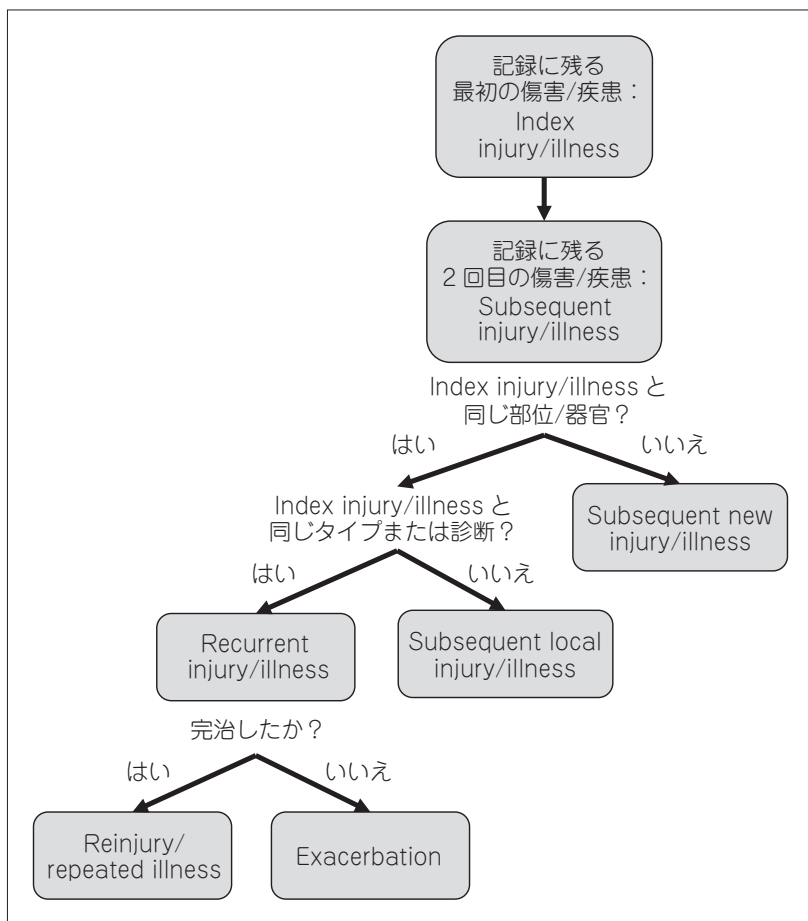 記録に残る
最初の傷害/疾患：
Index
injury/illness
記録に残る
2回目の傷害/疾患：
Subsequent
injury/illness
Index injury/illness と
同じ部位/器官？
はい
いいえ
Index injury/illness と
同じタイプまたは診断？
Subsequent new
injury/illness
はい
いいえ
Recurrent
injury/illness
Subsequent local
injury/illness
完治したか？
はい
いいえ
Reinjury/
repeated illness
Exacerbation